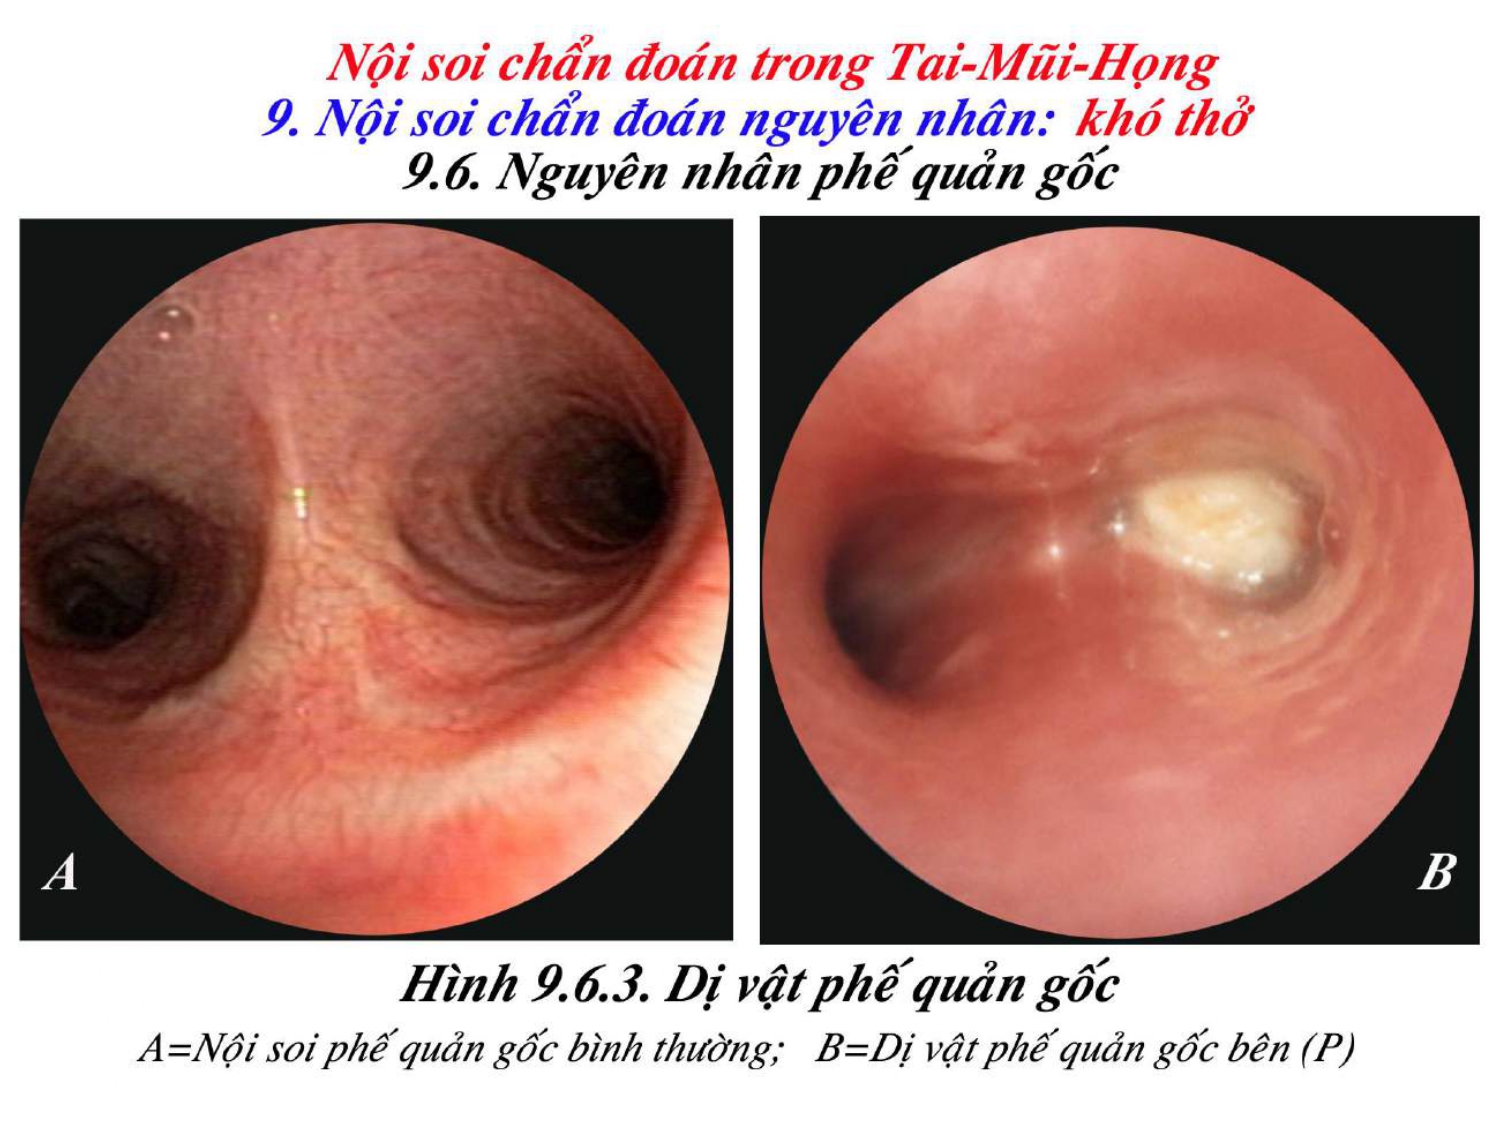 Nội soi chẩn đoán trong Tai-Mũi-Họng
9. Nội soi chẩn đoán nguyên nhân: khó thở
9.6. Nguyên nhân phế quản gốc
A
B
Hình 9.6.3. Dị vật phế quản gốc
A=Nội soi phế quản gốc bình thường; B=Dị vật phế quản gốc bên (P)